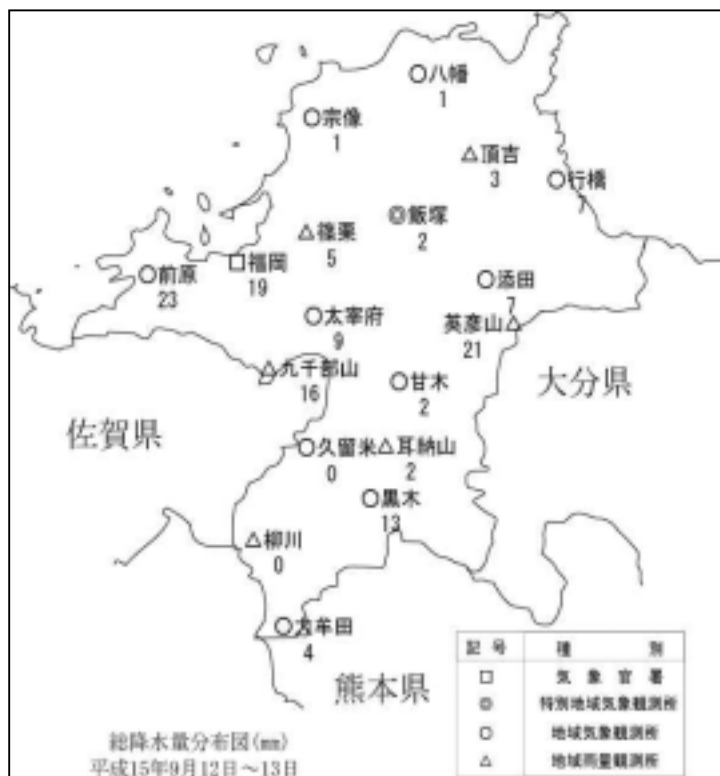 ○八幡
1
○宗像
1
△頂吉
3
○行橋
7
◎飯塚
2
△篠栗
5
□福岡
19
○前原
23
○添田
7
英彦山△
21
○太宰府
9
△九千部山
16
○甘木
2
大分県
佐賀県
○久留米
0
△耳納山
2
○黒木
13
△柳川
0
○大牟田
4
熊本県
記号 種別
□ 気象官署
◎ 特別地域気象観測所
○ 地域気象観測所
△ 地域雨量観測所
総降水量分布図(mm)
平成15年9月12日~13日